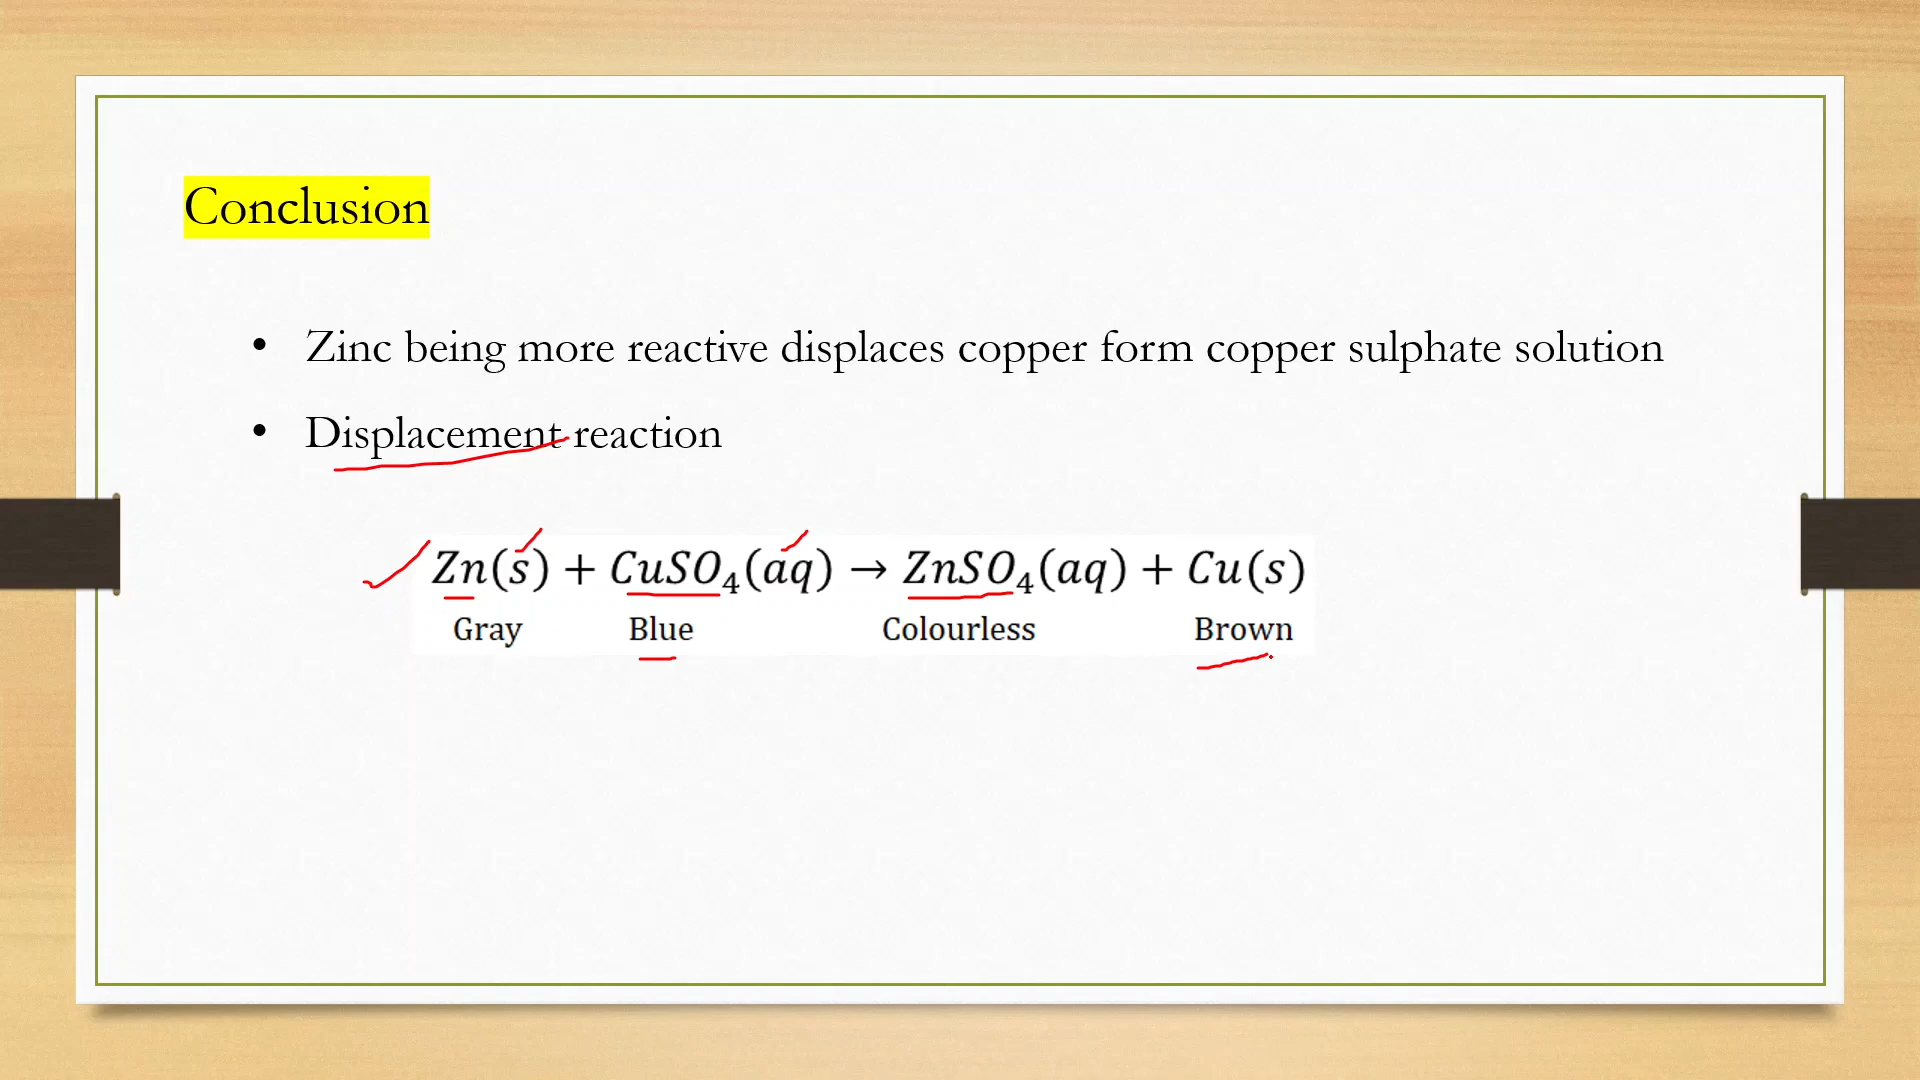 Conclusion
• Zinc being more reactive displaces copper form copper sulphate solution
• Displacement reaction
Zn(s) + CuSO₄(aq) → ZnSO₄(aq) + Cu(s)
Gray Blue Colourless Brown